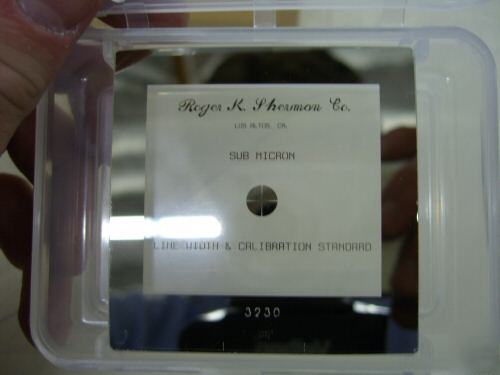 Roger K. Sherman Co.
LOS ALTOS, CA.
SUB MICRON
LINE WIDTH & CALIBRATION STANDARD
3230